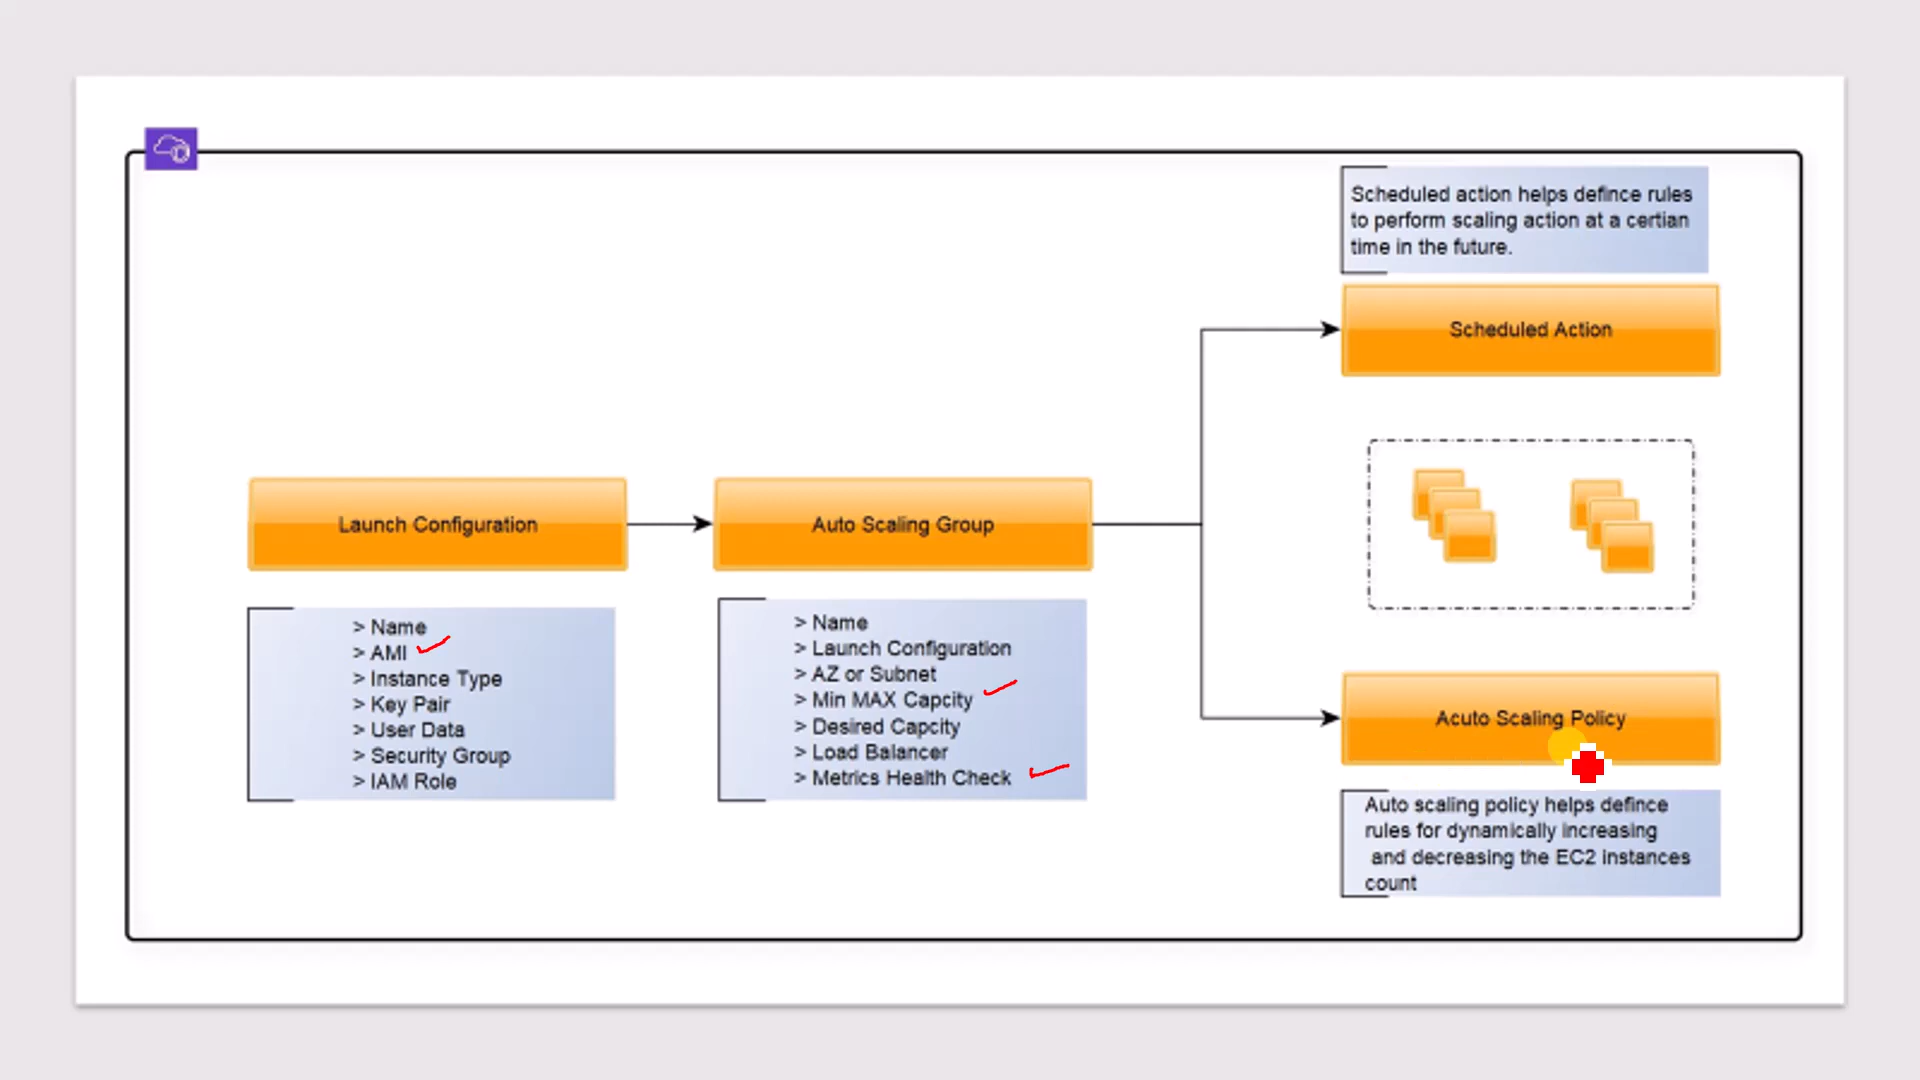 Scheduled action helps defince rules
to perform scaling action at a certian
time in the future.
Scheduled Action
Launch Configuration
Auto Scaling Group
> Name
> AMI
> Instance Type
> Key Pair
> User Data
> Security Group
> IAM Role
> Name
> Launch Configuration
> AZ or Subnet
> Min MAX Capcity
> Desired Capcity
> Load Balancer
> Metrics Health Check
Acuto Scaling Policy
Auto scaling policy helps defince
rules for dynamically increasing
and decreasing the EC2 instances
count